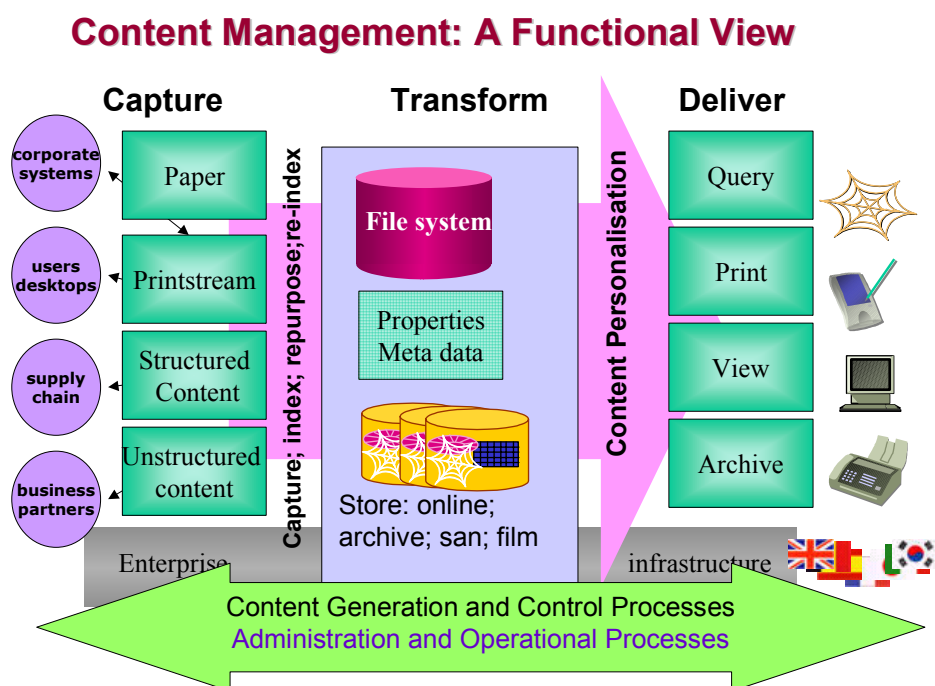 Content Management: A Functional View
Capture
Transform
Deliver
corporate
systems
users
desktops
supply
chain
business
partners
Paper
Printstream
Structured
Content
Unstructured
content
Capture; index; repurpose;re-index
File system
Properties
Meta data
Store: online;
archive; san; film
Content Personalisation
Query
Print
View
Archive
Enterprise
infrastructure
Content Generation and Control Processes
Administration and Operational Processes